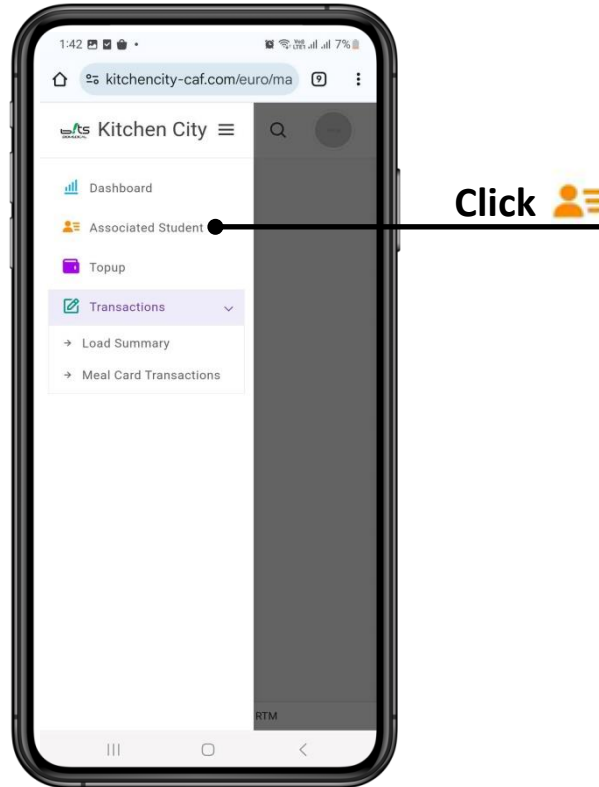 1:42
7%
kitchencity-caf.com/euro/ma
9
Kitchen City
Dashboard
Associated Student
Click
Topup
Transactions
Load Summary
Meal Card Transactions
RTM